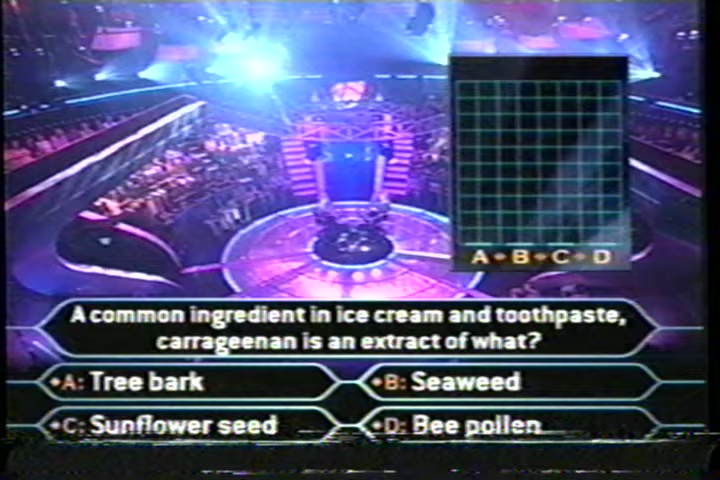 A • B • C • D
A common ingredient in ice cream and toothpaste,
carrageenan is an extract of what?
•A: Tree bark
•B: Seaweed
•C: Sunflower seed
•D: Bee pollen